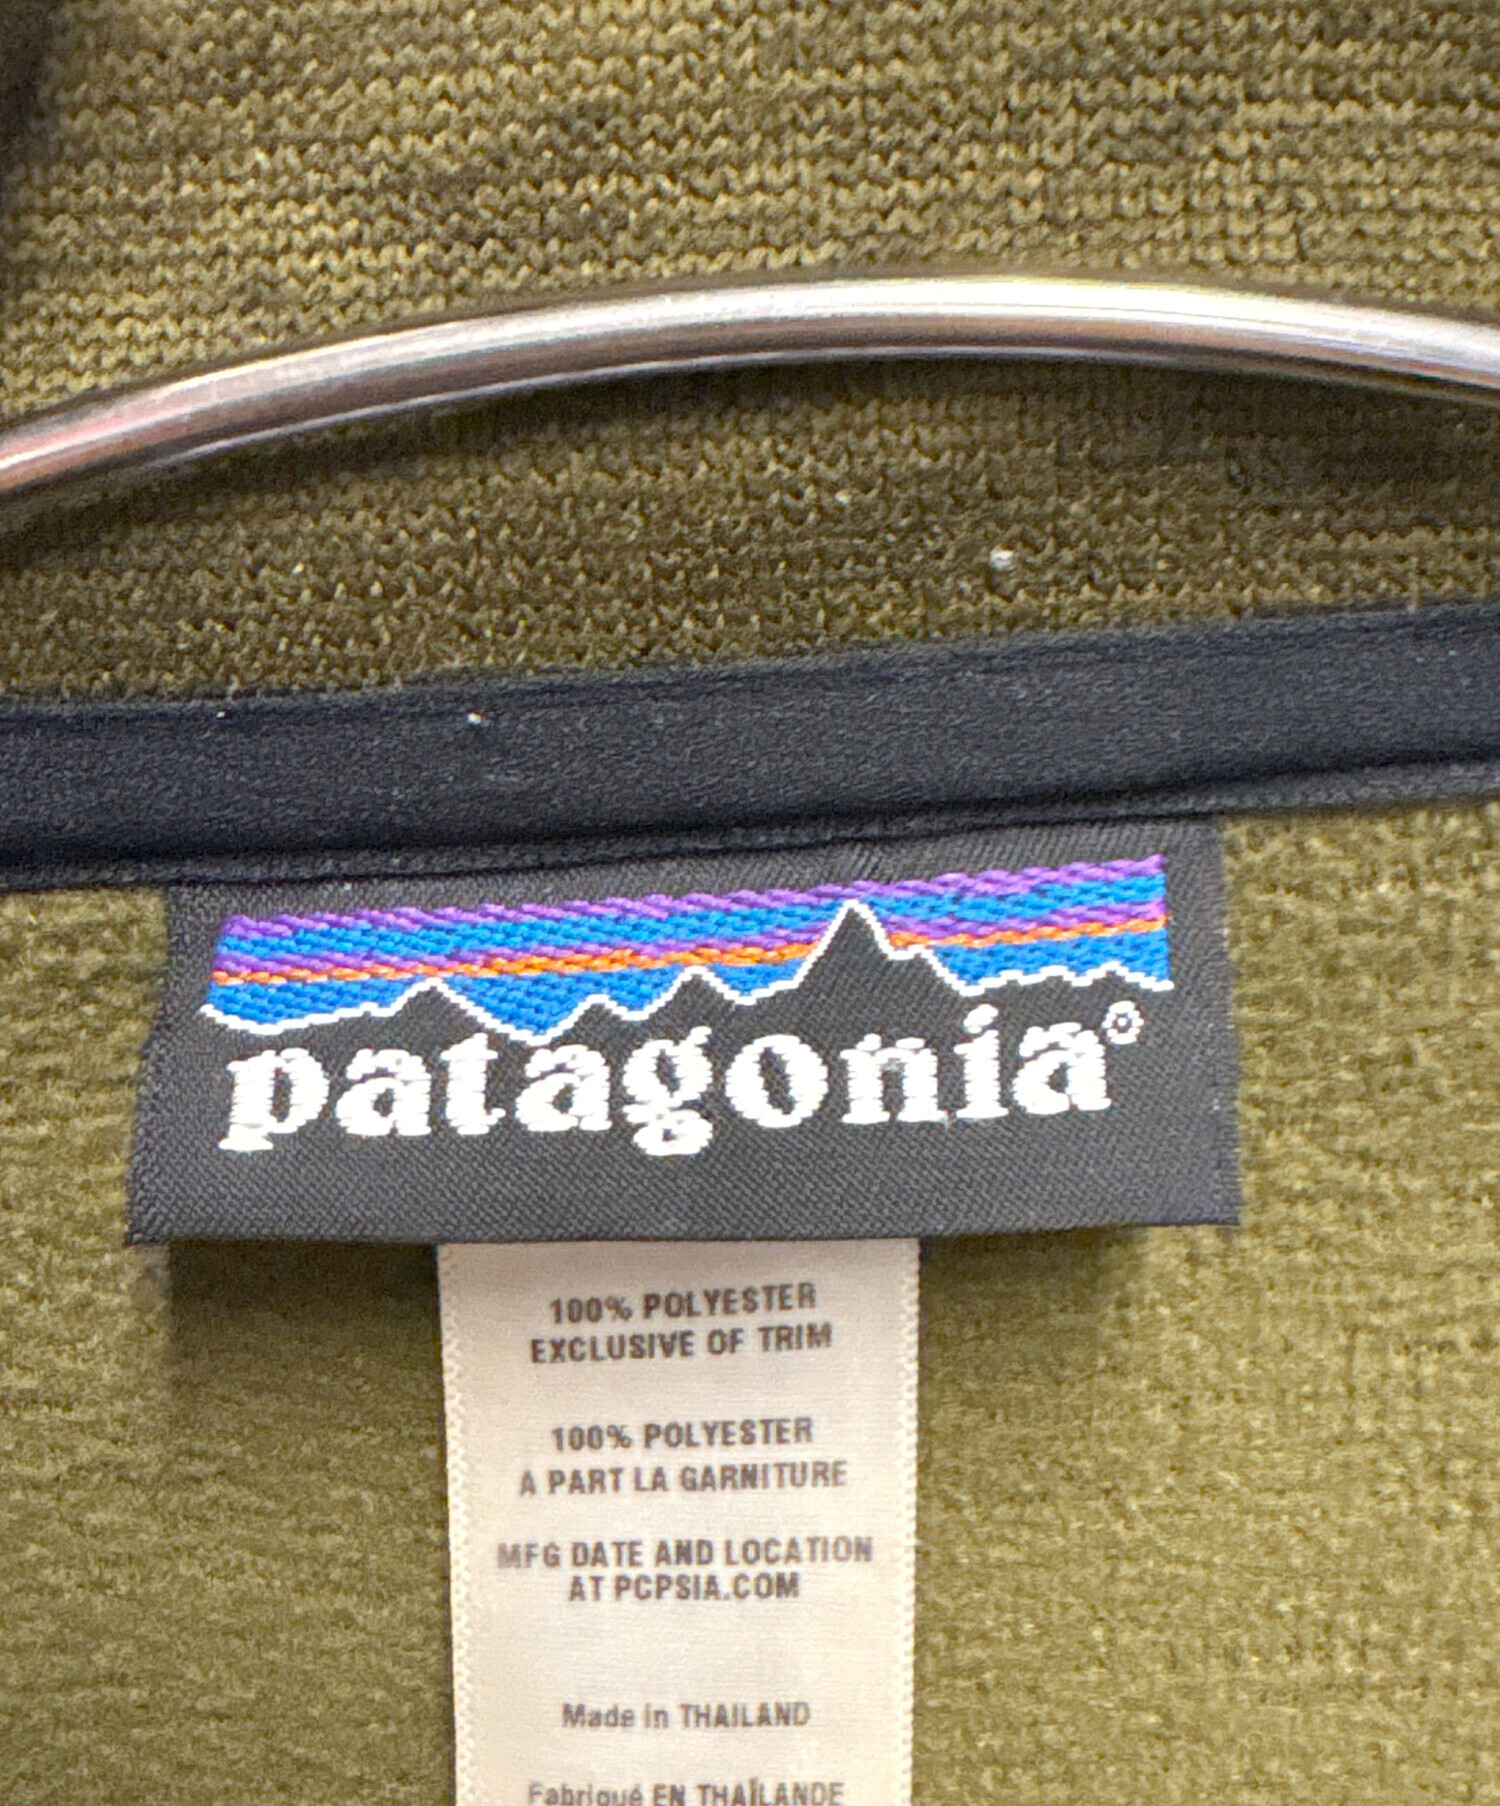 patagonia®
100% POLYESTER
EXCLUSIVE OF TRIM
100% POLYESTER
A PART LA GARNITURE
MFG DATE AND LOCATION
AT PCPSIA.COM
Made in THAILAND
Fabriqué EN THAÏLANDE